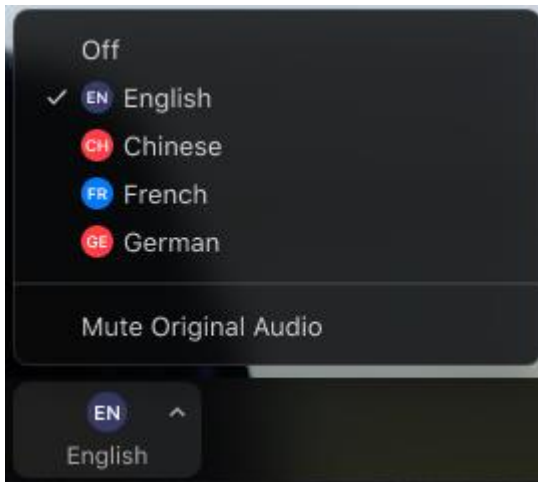 Off
EN English
CH Chinese
FR French
GE German
Mute Original Audio
EN
English